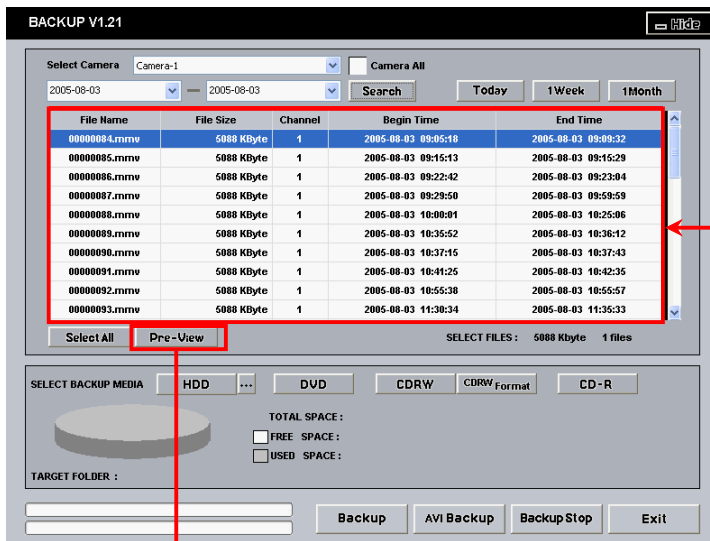 BACKUP V1.21
Hide
Select Camera Camera-1 Camera All
2005-08-03 — 2005-08-03 Search Today 1Week 1Month
File Name File Size Channel Begin Time End Time
00000084.mmv 5088 KByte 1 2005-08-03 09:05:18 2005-08-03 09:09:32
00000085.mmv 5088 KByte 1 2005-08-03 09:15:13 2005-08-03 09:15:29
00000086.mmv 5088 KByte 1 2005-08-03 09:22:42 2005-08-03 09:23:04
00000087.mmv 5088 KByte 1 2005-08-03 09:29:50 2005-08-03 09:59:59
00000088.mmv 5088 KByte 1 2005-08-03 10:00:01 2005-08-03 10:25:06
00000089.mmv 5088 KByte 1 2005-08-03 10:35:52 2005-08-03 10:36:12
00000090.mmv 5088 KByte 1 2005-08-03 10:37:15 2005-08-03 10:37:43
00000091.mmv 5088 KByte 1 2005-08-03 10:41:25 2005-08-03 10:42:35
00000092.mmv 5088 KByte 1 2005-08-03 10:55:38 2005-08-03 10:55:57
00000093.mmv 5088 KByte 1 2005-08-03 11:30:34 2005-08-03 11:35:33
Select All Pre-View SELECT FILES : 5088 Kbyte 1 files
SELECT BACKUP MEDIA HDD ... DVD CDRW CDRW Format CD-R
TOTAL SPACE :
FREE SPACE :
USED SPACE :
TARGET FOLDER :
Backup AVI Backup Backup Stop Exit